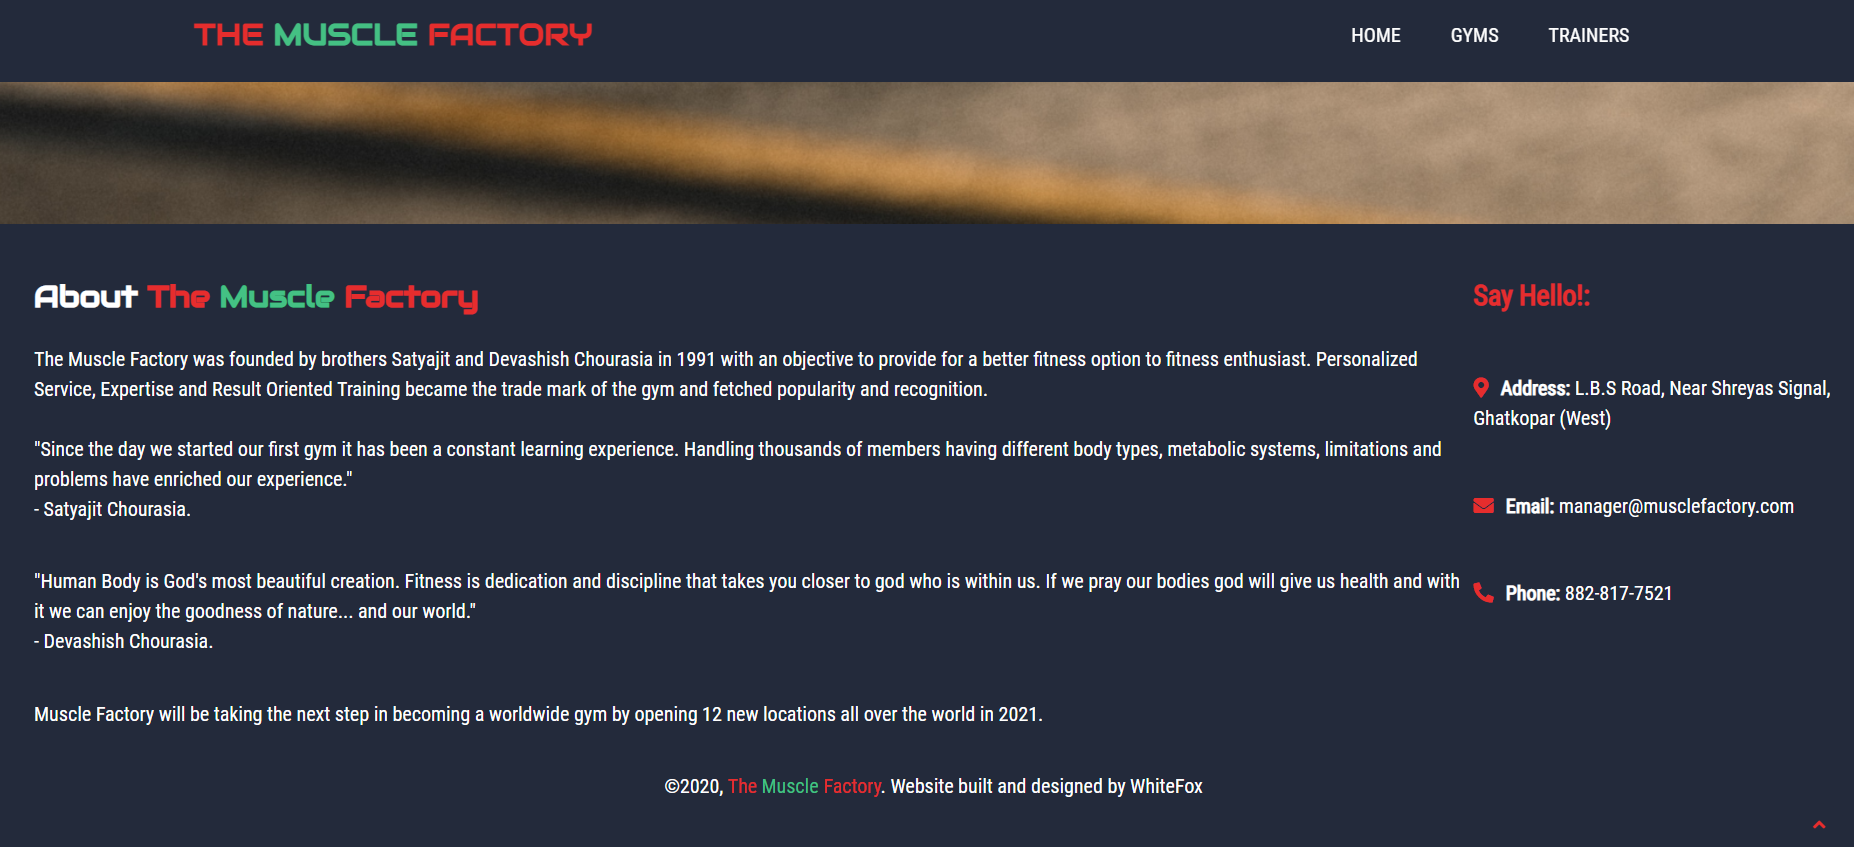 THE MUSCLE FACTORY
HOME GYMS TRAINERS
About The Muscle Factory
The Muscle Factory was founded by brothers Satyajit and Devashish Chourasia in 1991 with an objective to provide for a better fitness option to fitness enthusiast. Personalized
Service, Expertise and Result Oriented Training became the trade mark of the gym and fetched popularity and recognition.
"Since the day we started our first gym it has been a constant learning experience. Handling thousands of members having different body types, metabolic systems, limitations and
problems have enriched our experience."
- Satyajit Chourasia.
"Human Body is God's most beautiful creation. Fitness is dedication and discipline that takes you closer to god who is within us. If we pray our bodies god will give us health and with
it we can enjoy the goodness of nature... and our world."
- Devashish Chourasia.
Muscle Factory will be taking the next step in becoming a worldwide gym by opening 12 new locations all over the world in 2021.
Say Hello!:
Address: L.B.S Road, Near Shreyas Signal,
Ghatkopar (West)
Email: manager@musclefactory.com
Phone: 882-817-7521
©2020, The Muscle Factory. Website built and designed by WhiteFox